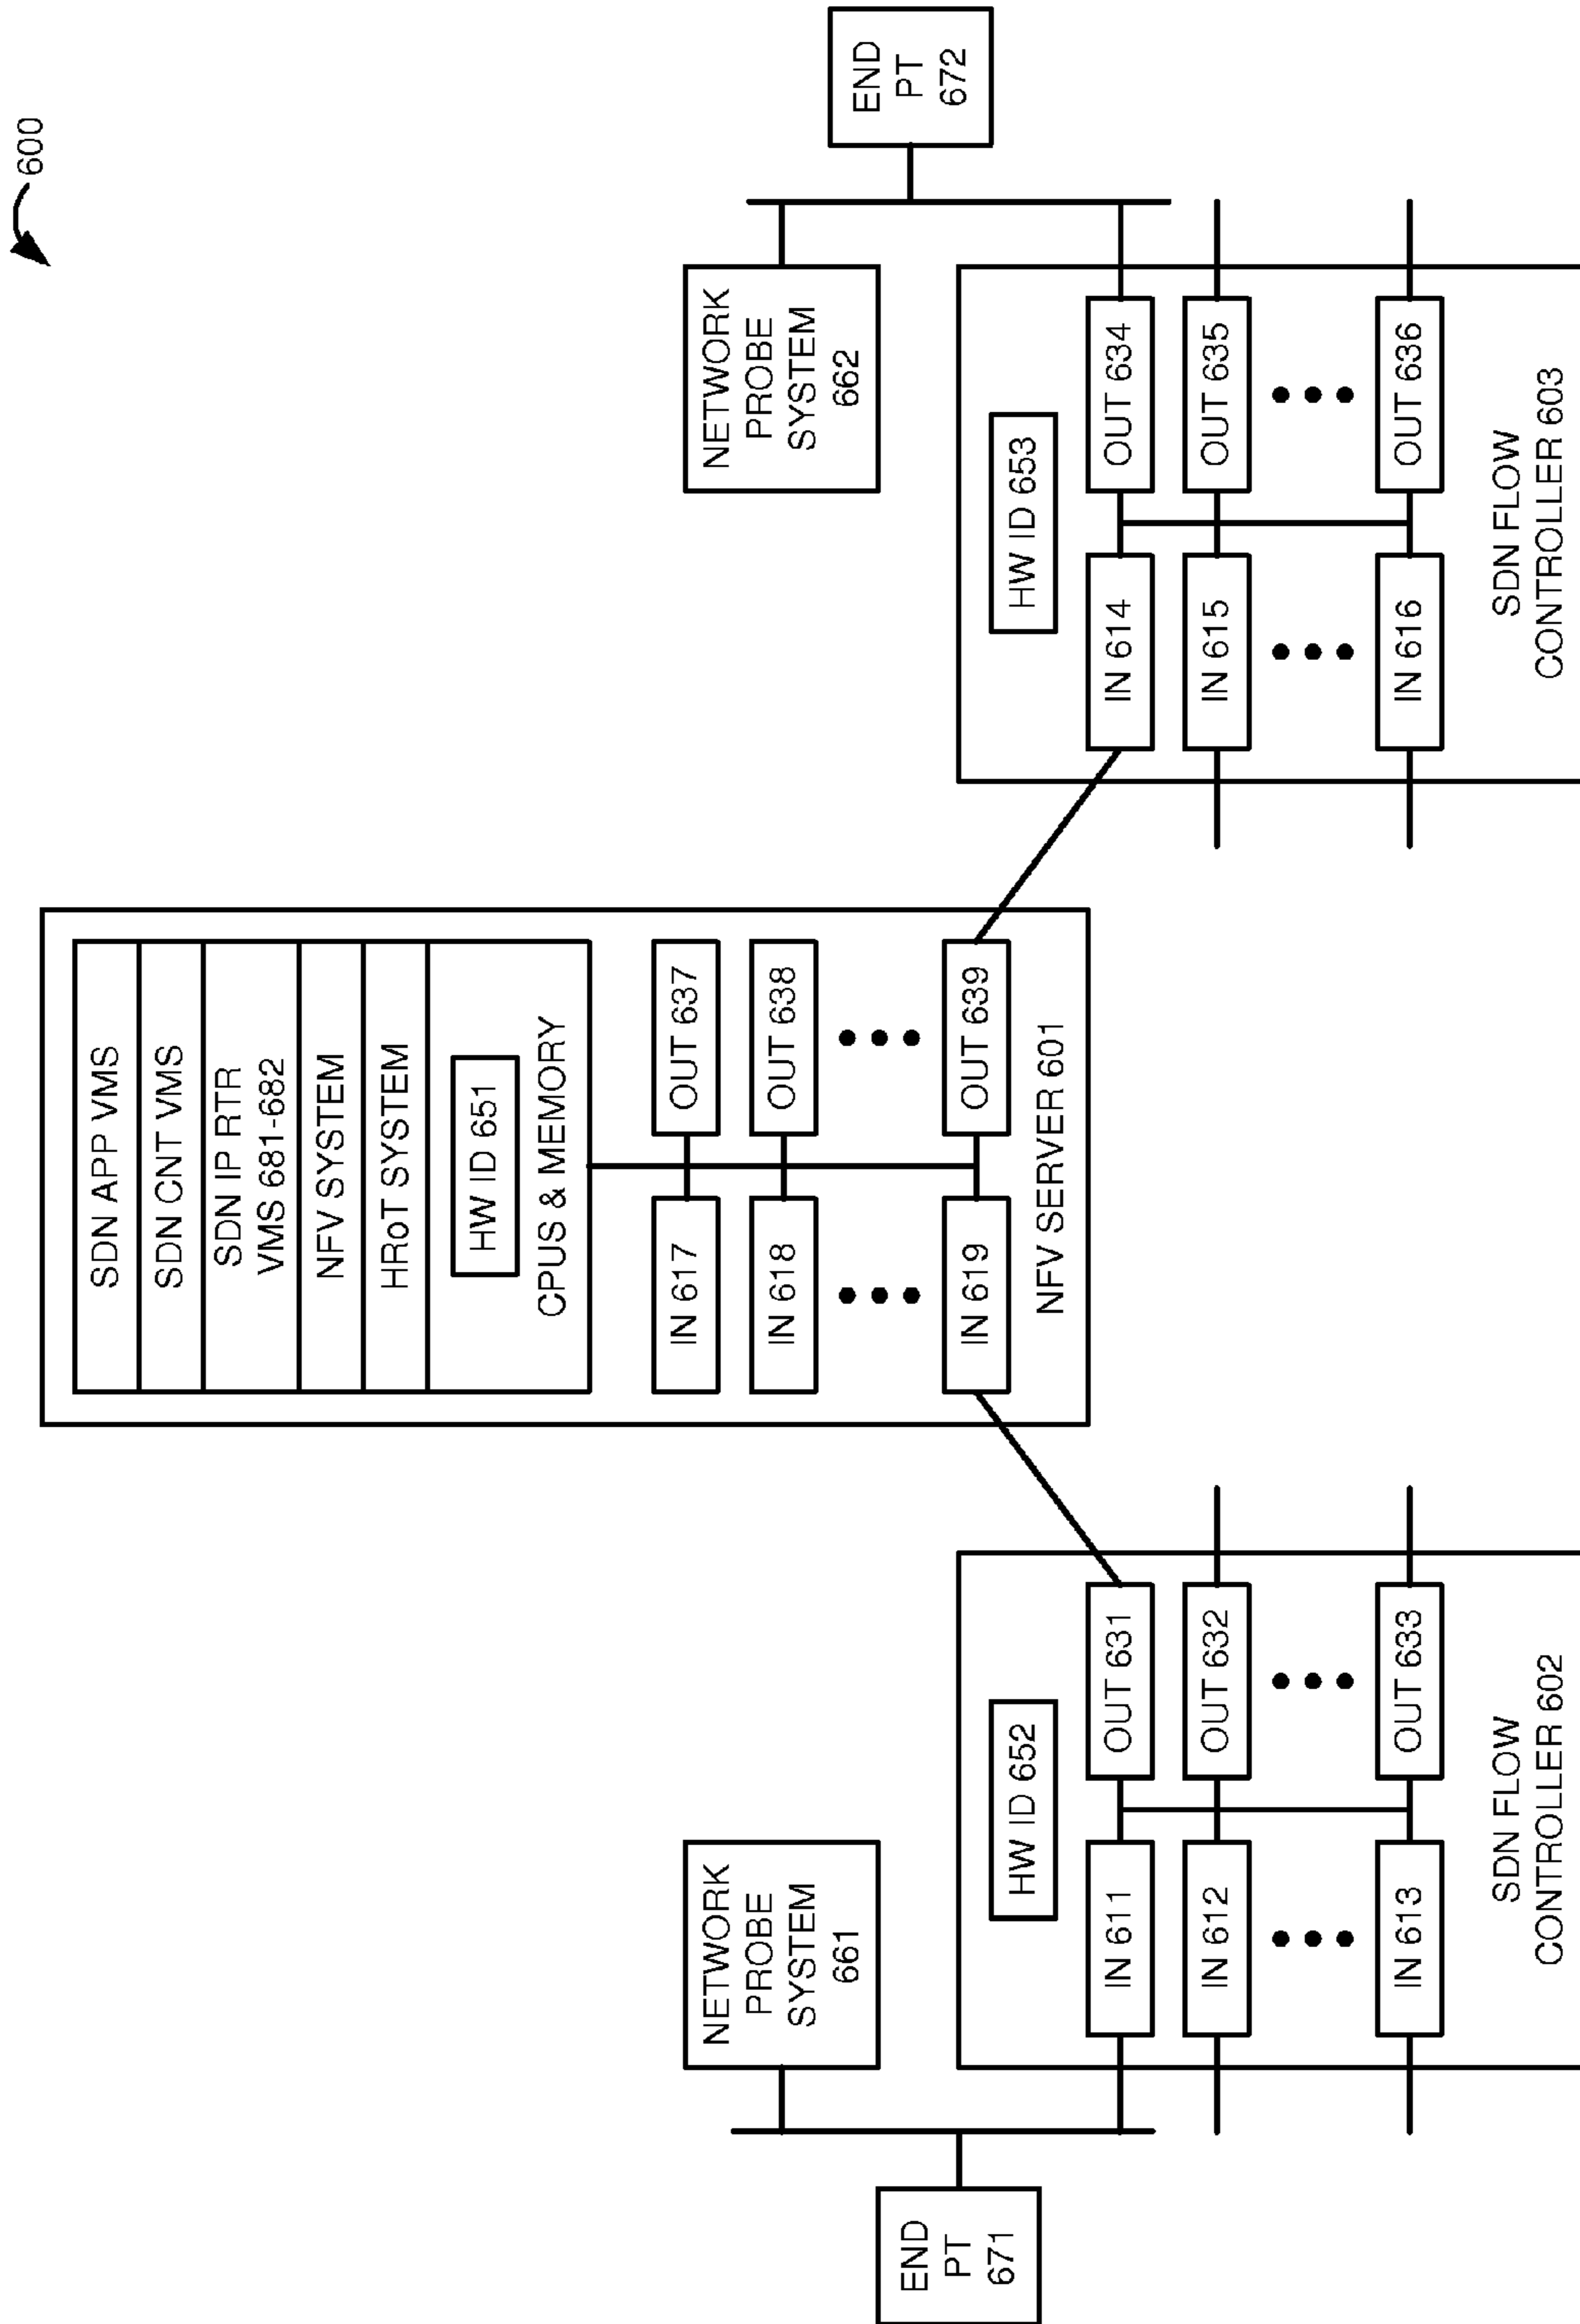 600
SDN APP VMS
SDN CNT VMS
SDN IP RTR
VMS 681-682
NFV SYSTEM
HRoT SYSTEM
HW ID 651
CPUS & MEMORY
IN 617
OUT 637
IN 618
OUT 638
IN 619
OUT 639
NFV SERVER 601
END
PT
671
NETWORK
PROBE
SYSTEM
661
HW ID 652
IN 611
OUT 631
IN 612
OUT 632
IN 613
OUT 633
SDN FLOW
CONTROLLER 602
NETWORK
PROBE
SYSTEM
662
END
PT
672
HW ID 653
IN 614
OUT 634
IN 615
OUT 635
IN 616
OUT 636
SDN FLOW
CONTROLLER 603